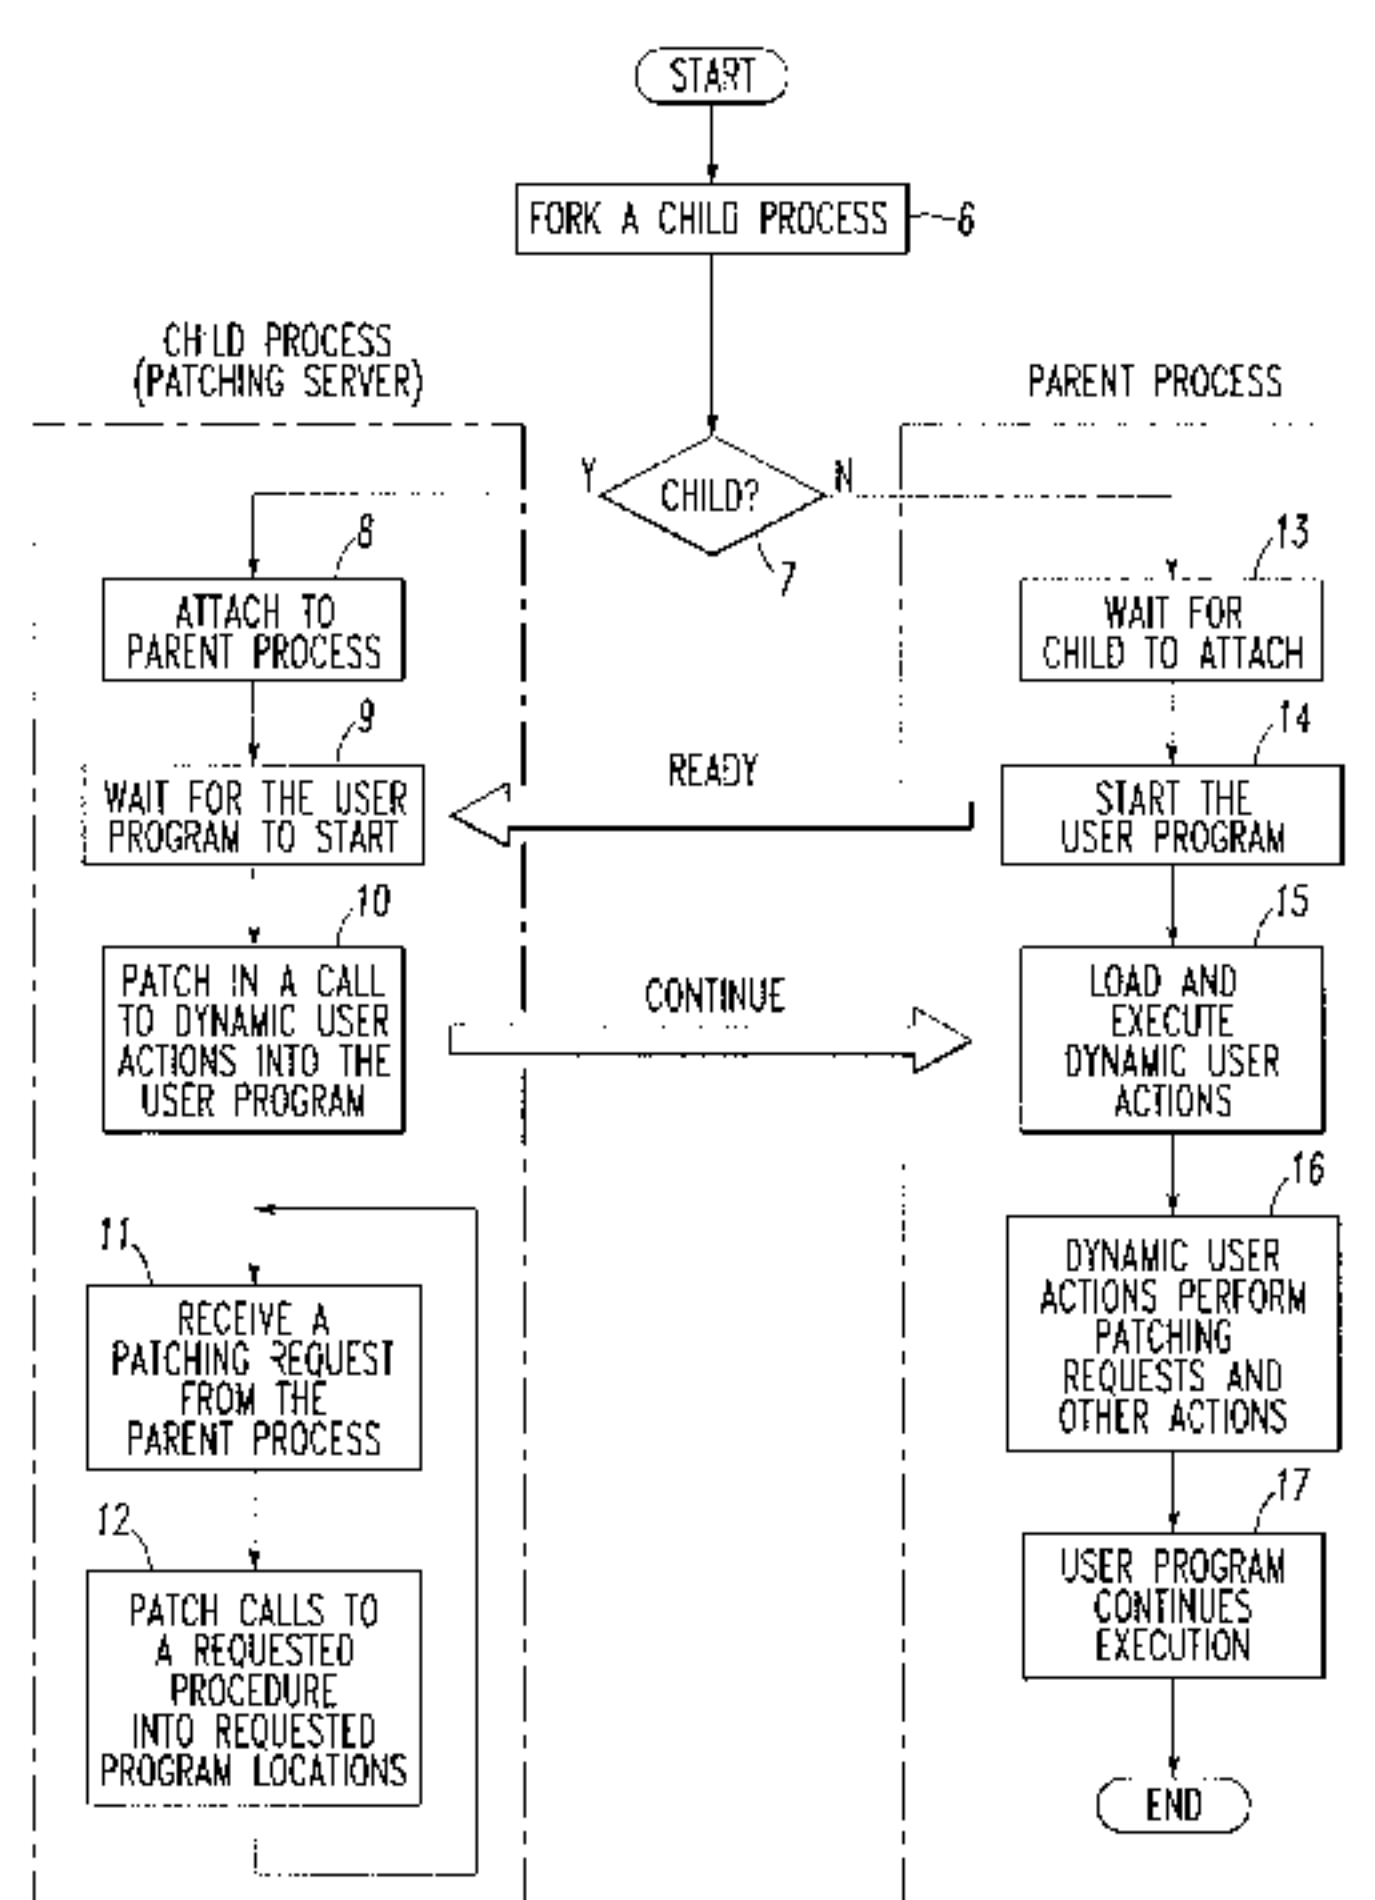 START
FORK A CHILD PROCESS
6
CHILD PROCESS
(PATCHING SERVER)
PARENT PROCESS
Y
CHILD?
N
7
8
ATTACH TO
PARENT PROCESS
9
WAIT FOR THE USER
PROGRAM TO START
10
PATCH IN A CALL
TO DYNAMIC USER
ACTIONS INTO THE
USER PROGRAM
11
RECEIVE A
PATCHING REQUEST
FROM THE
PARENT PROCESS
12
PATCH CALLS TO
A REQUESTED
PROCEDURE
INTO REQUESTED
PROGRAM LOCATIONS
READY
CONTINUE
13
WAIT FOR
CHILD TO ATTACH
14
START THE
USER PROGRAM
15
LOAD AND
EXECUTE
DYNAMIC USER
ACTIONS
16
DYNAMIC USER
ACTIONS PERFORM
PATCHING
REQUESTS AND
OTHER ACTIONS
17
USER PROGRAM
CONTINUES
EXECUTION
END